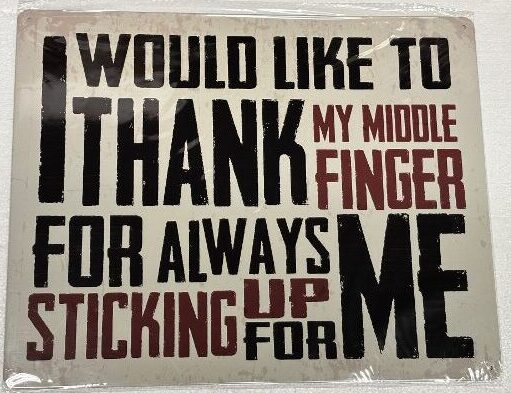 I WOULD LIKE TO
THANK MY MIDDLE
FINGER
FOR ALWAYS
STICKING UP
FOR ME